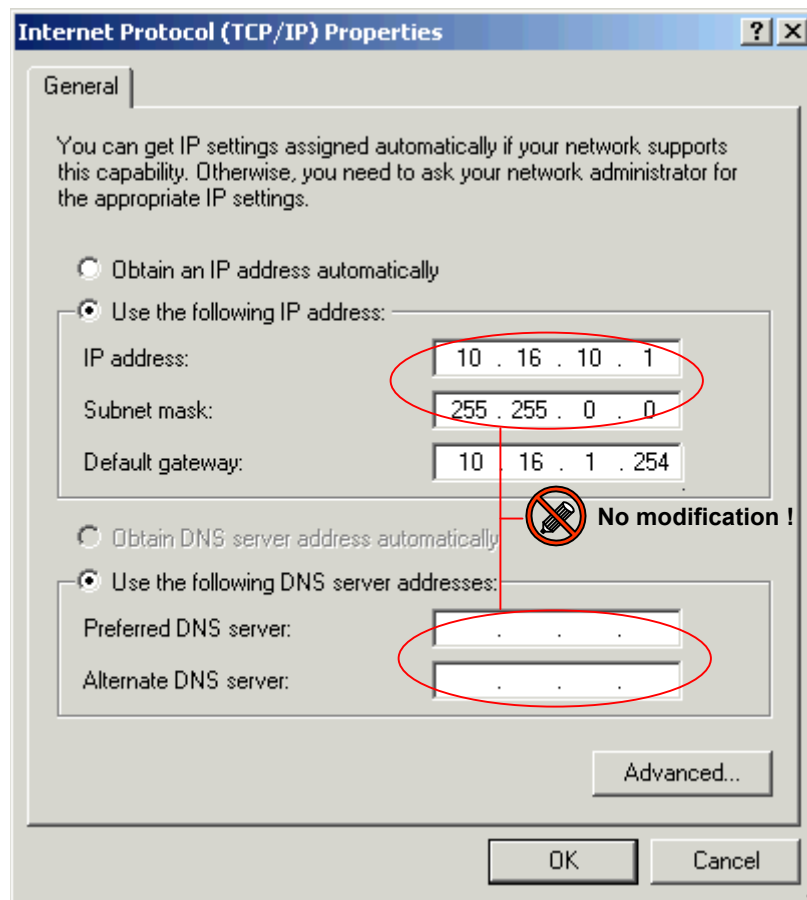 Internet Protocol (TCP/IP) Properties
General
You can get IP settings assigned automatically if your network supports
this capability. Otherwise, you need to ask your network administrator for
the appropriate IP settings.
Obtain an IP address automatically
Use the following IP address:
IP address: 10 . 16 . 10 . 1
Subnet mask: 255 . 255 . 0 . 0
Default gateway: 10 . 16 . 1 . 254
No modification !
Obtain DNS server address automatically
Use the following DNS server addresses:
Preferred DNS server: . . .
Alternate DNS server: . . .
Advanced...
OK Cancel